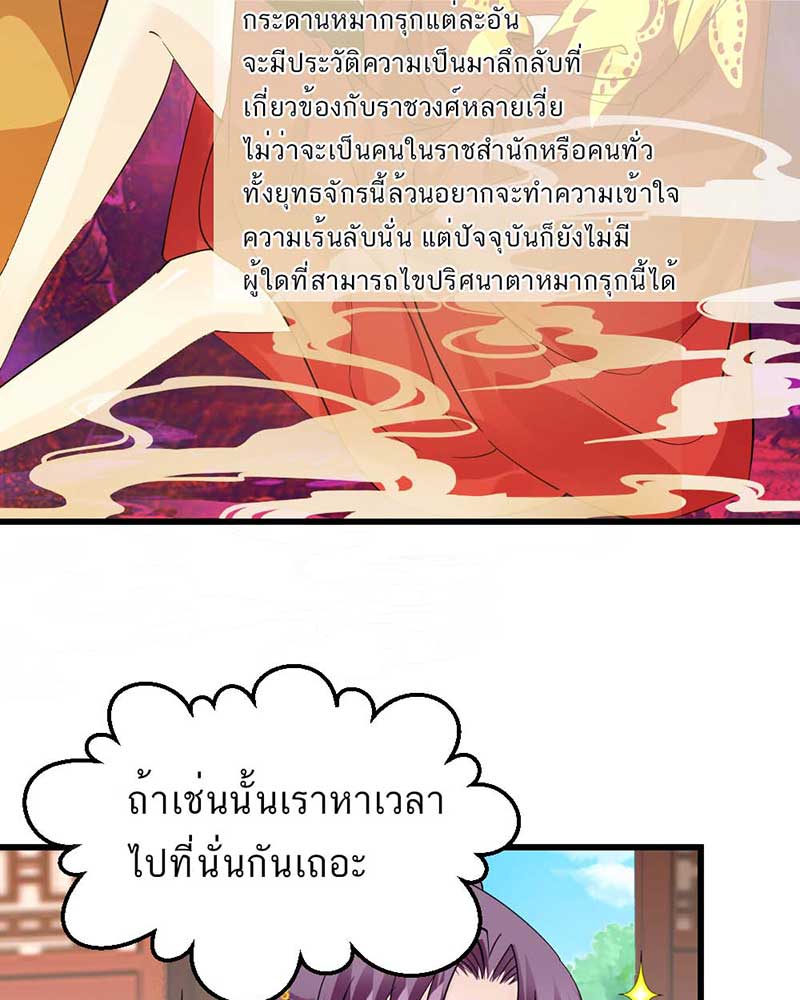 กระดานหมากรุกแต่ละอัน
จะมีประวัติความเป็นมาลึกลับที่
เกี่ยวข้องกับราชวงศ์หลายเวี่ย
ไม่ว่าจะเป็นคนในราชสำนักหรือคนทั่ว
ทั้งยุทธจักรนี้ล้วนอยากจะทำความเข้าใจ
ความเร้นลับนั่น แต่ปัจจุบันก็ยังไม่มี
ผู้ใดที่สามารถไขปริศนาตาหมากรุกนี้ได้
ถ้าเช่นนั้นเราหาเวลา
ไปที่นั่นกันเถอะ